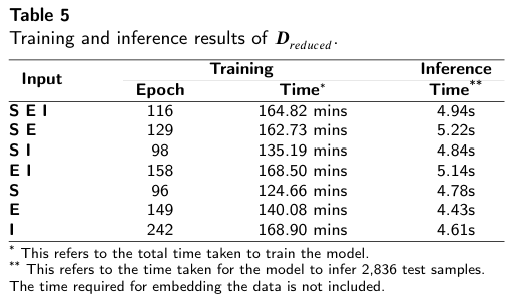 Table 5
Training and inference results of D_reduced.
Input Training Inference
Epoch Time* Time**
S E I 116 164.82 mins 4.94s
S E 129 162.73 mins 5.22s
S I 98 135.19 mins 4.84s
E I 158 168.50 mins 5.14s
S 96 124.66 mins 4.78s
E 149 140.08 mins 4.43s
I 242 168.90 mins 4.61s
* This refers to the total time taken to train the model.
** This refers to the time taken for the model to infer 2,836 test samples.
The time required for embedding the data is not included.